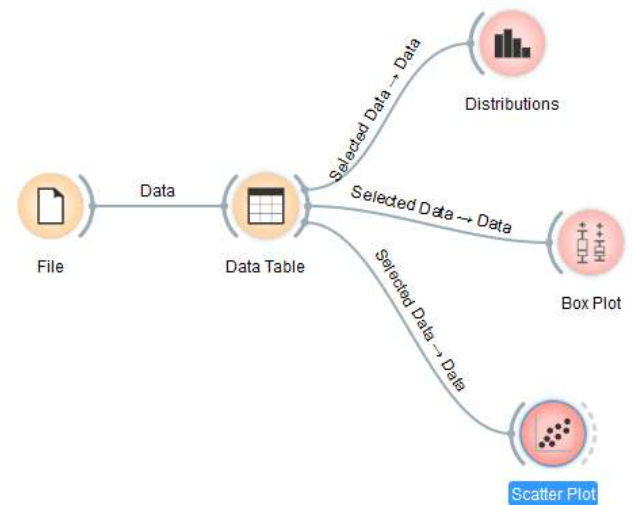 Selected Data → Data
Distributions
Data
Selected Data → Data
File
Data Table
Selected Data → Data
Box Plot
Scatter Plot